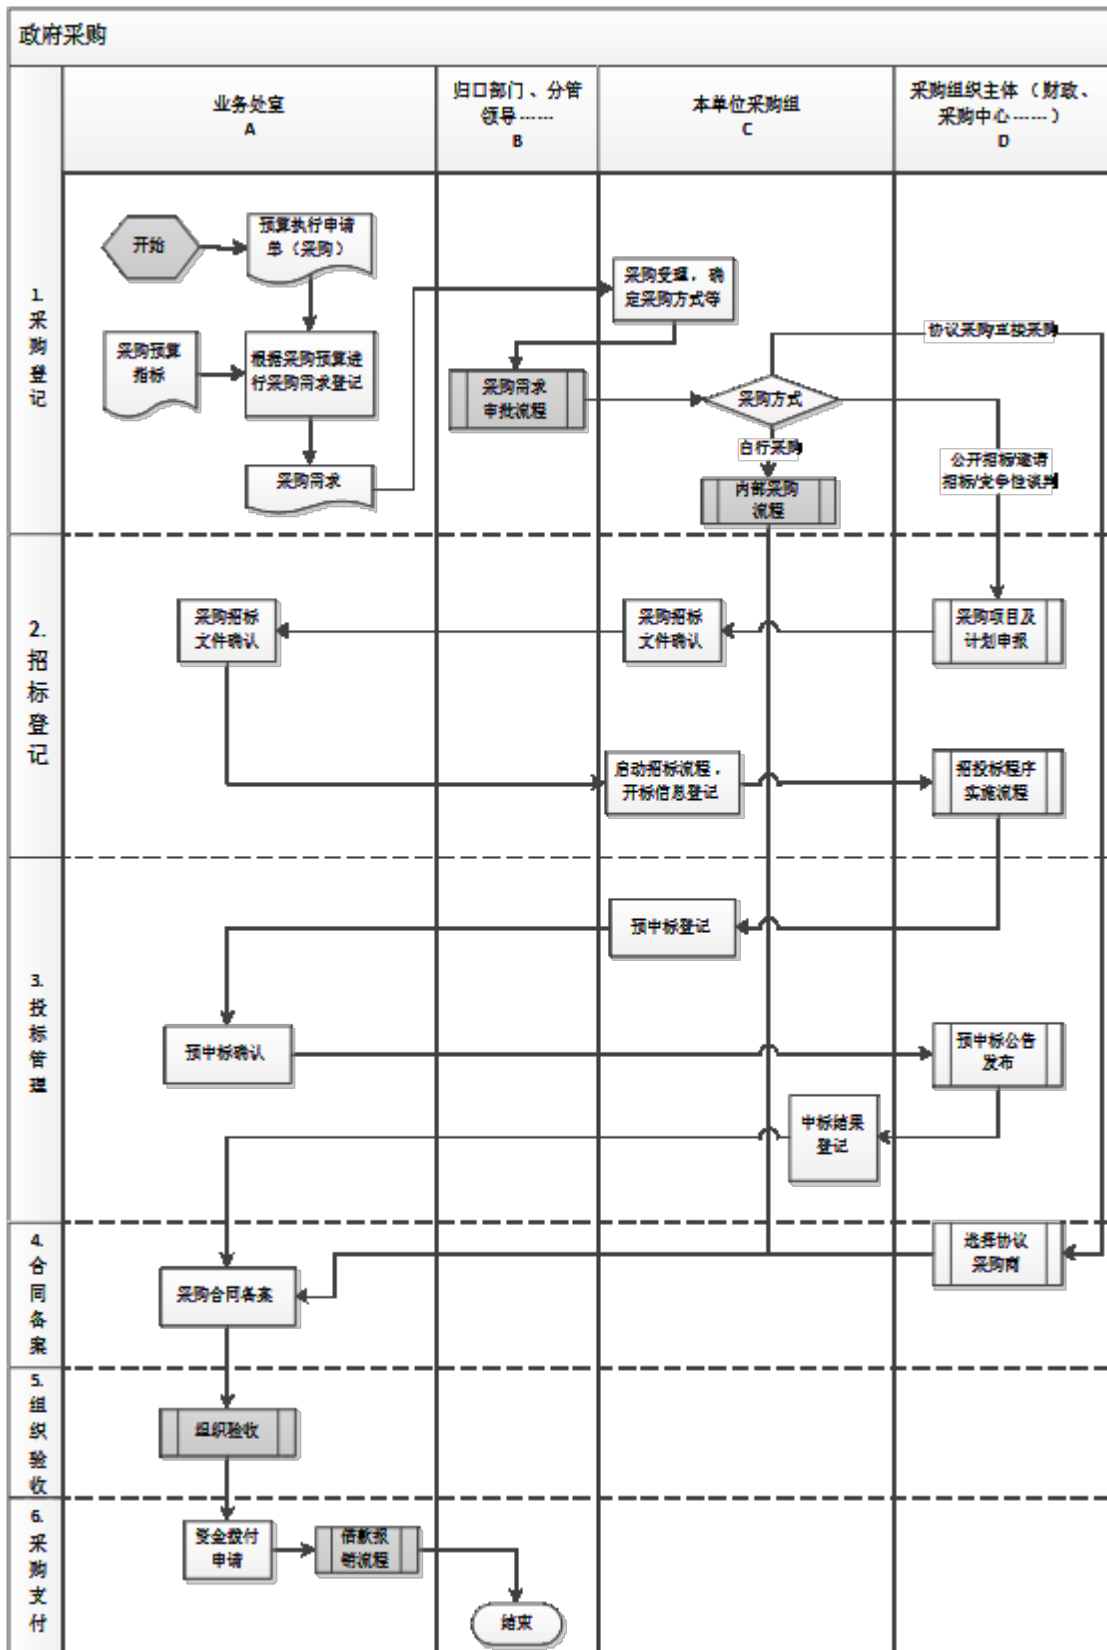 政府采购
业务处室
A
归口部门、分管
领导------
B
本单位采购组
C
采购组织主体（财政、
采购中心------）
D
1.
采
购
登
记
开始
预算执行申请
单（采购）
采购受理，确
定采购方式等
协议采购/直接采购
采购预算
指标
根据采购预算进
行采购需求登记
采购需求
审批流程
采购方式
自行采购
公开招标/邀请
招标/竞争性谈判
采购需求
内部采购
流程
2.
招
标
登
记
采购招标
文件确认
采购招标
文件确认
采购项目及
计划申报
启动招标流程，
开标信息登记
招投标程序
实施流程
3.
投
标
管
理
预中标登记
预中标确认
预中标公告
发布
中标结果
登记
4.
合
同
备
案
选择协议
采购商
采购合同备案
5.
组
织
验
收
组织验收
6.
采
购
支
付
资金拨付
申请
借款报
销流程
结束